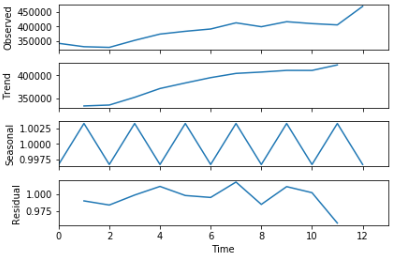 450000
400000
350000
Observed
400000
350000
Trend
1.0025
1.0000
0.9975
Seasonal
1.000
0.975
Residual
0 2 4 6 8 10 12
Time